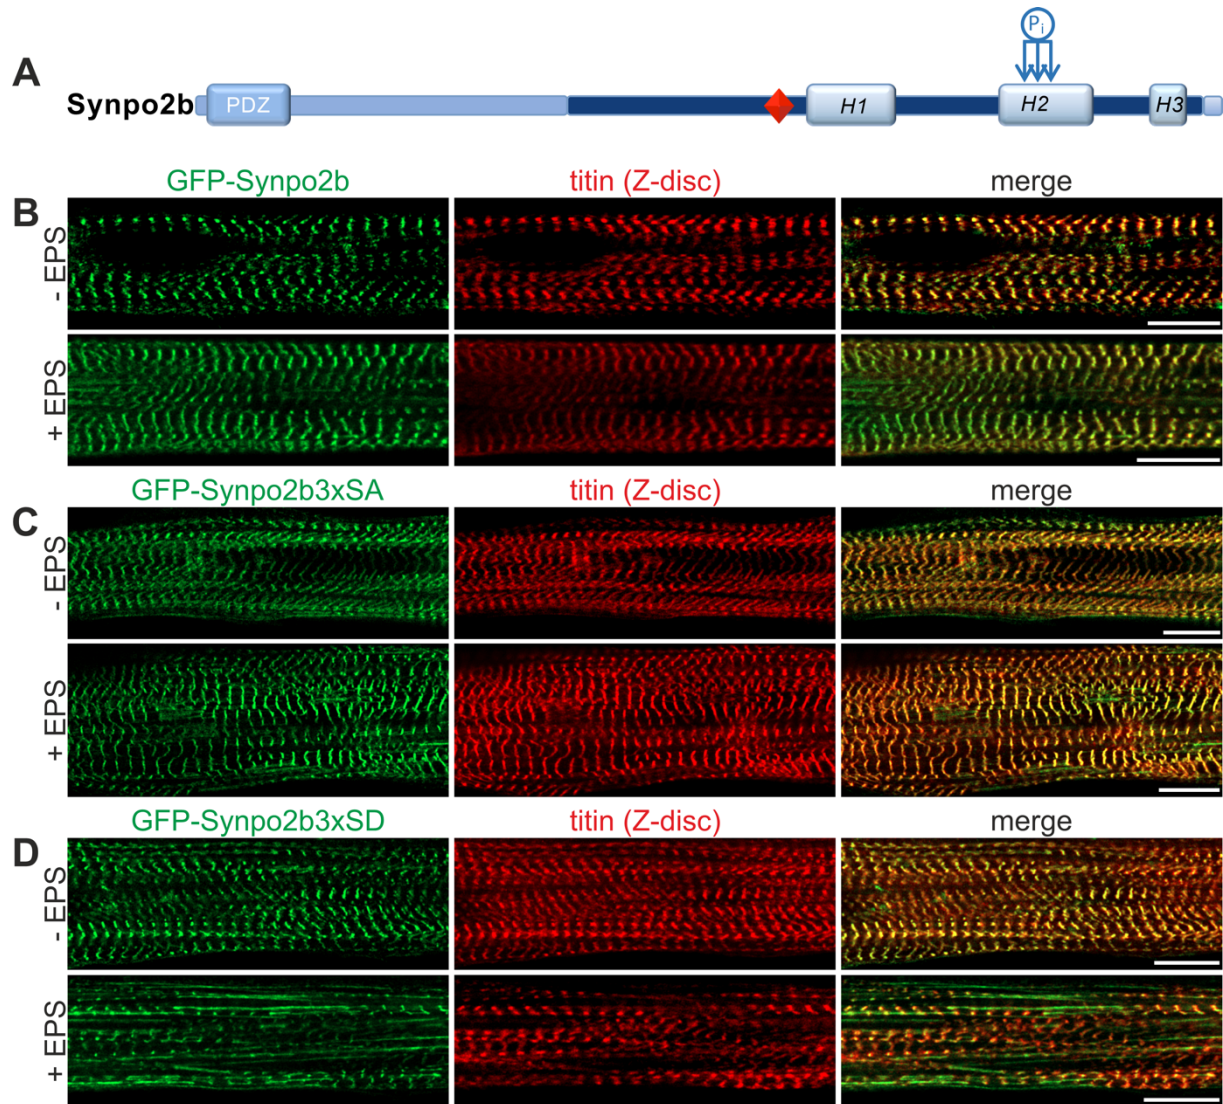 A
Pi
Synpo2b
PDZ
H1
H2
H3
B
GFP-Synpo2b
titin (Z-disc)
merge
- EPS
+ EPS
C
GFP-Synpo2b3xSA
titin (Z-disc)
merge
- EPS
+ EPS
D
GFP-Synpo2b3xSD
titin (Z-disc)
merge
- EPS
+ EPS